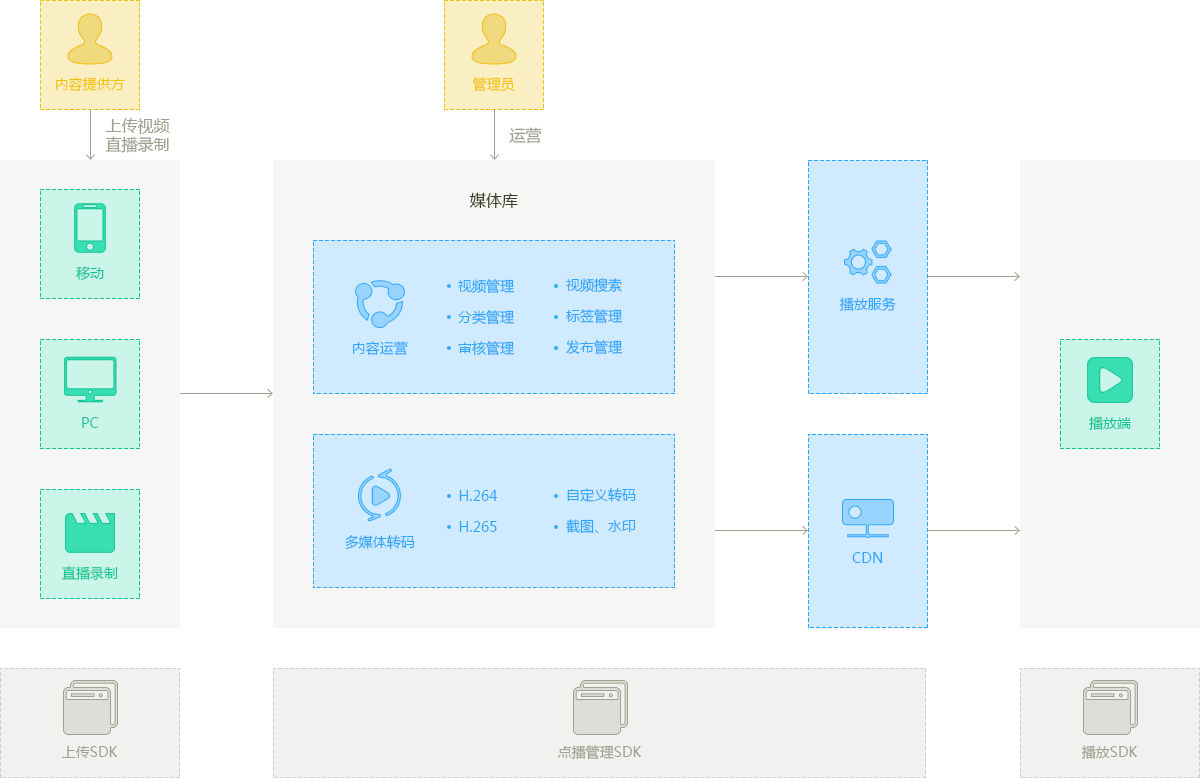 内容提供方
管理员
上传视频
直播录制
运营
移动
PC
直播录制
媒体库
内容运营
• 视频管理
• 分类管理
• 审核管理
• 视频搜索
• 标签管理
• 发布管理
多媒体转码
• H.264
• H.265
• 自定义转码
• 截图、水印
播放服务
CDN
播放端
上传SDK
点播管理SDK
播放SDK